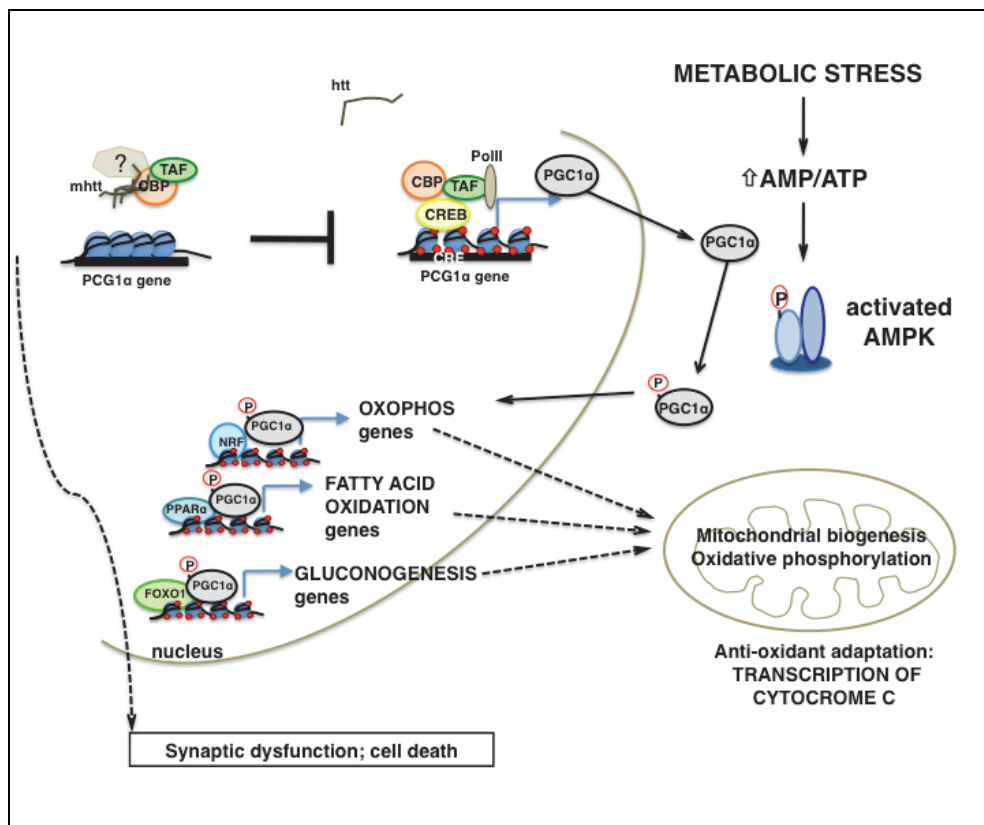 htt
METABOLIC STRESS
?
TAF
mhtt
CBP
PCG1α gene
PolII
CBP
TAF
CREB
CRE
PCG1α gene
PGC1α
⇧AMP/ATP
PGC1α
P
activated
AMPK
P
PGC1α
P
PGC1α
NRF
OXOPHOS
genes
P
PGC1α
PPARα
FATTY ACID
OXIDATION
genes
P
PGC1α
FOXO1
GLUCONOGENESIS
genes
nucleus
Mitochondrial biogenesis
Oxidative phosphorylation
Anti-oxidant adaptation:
TRANSCRIPTION OF
CYTOCROME C
Synaptic dysfunction; cell death